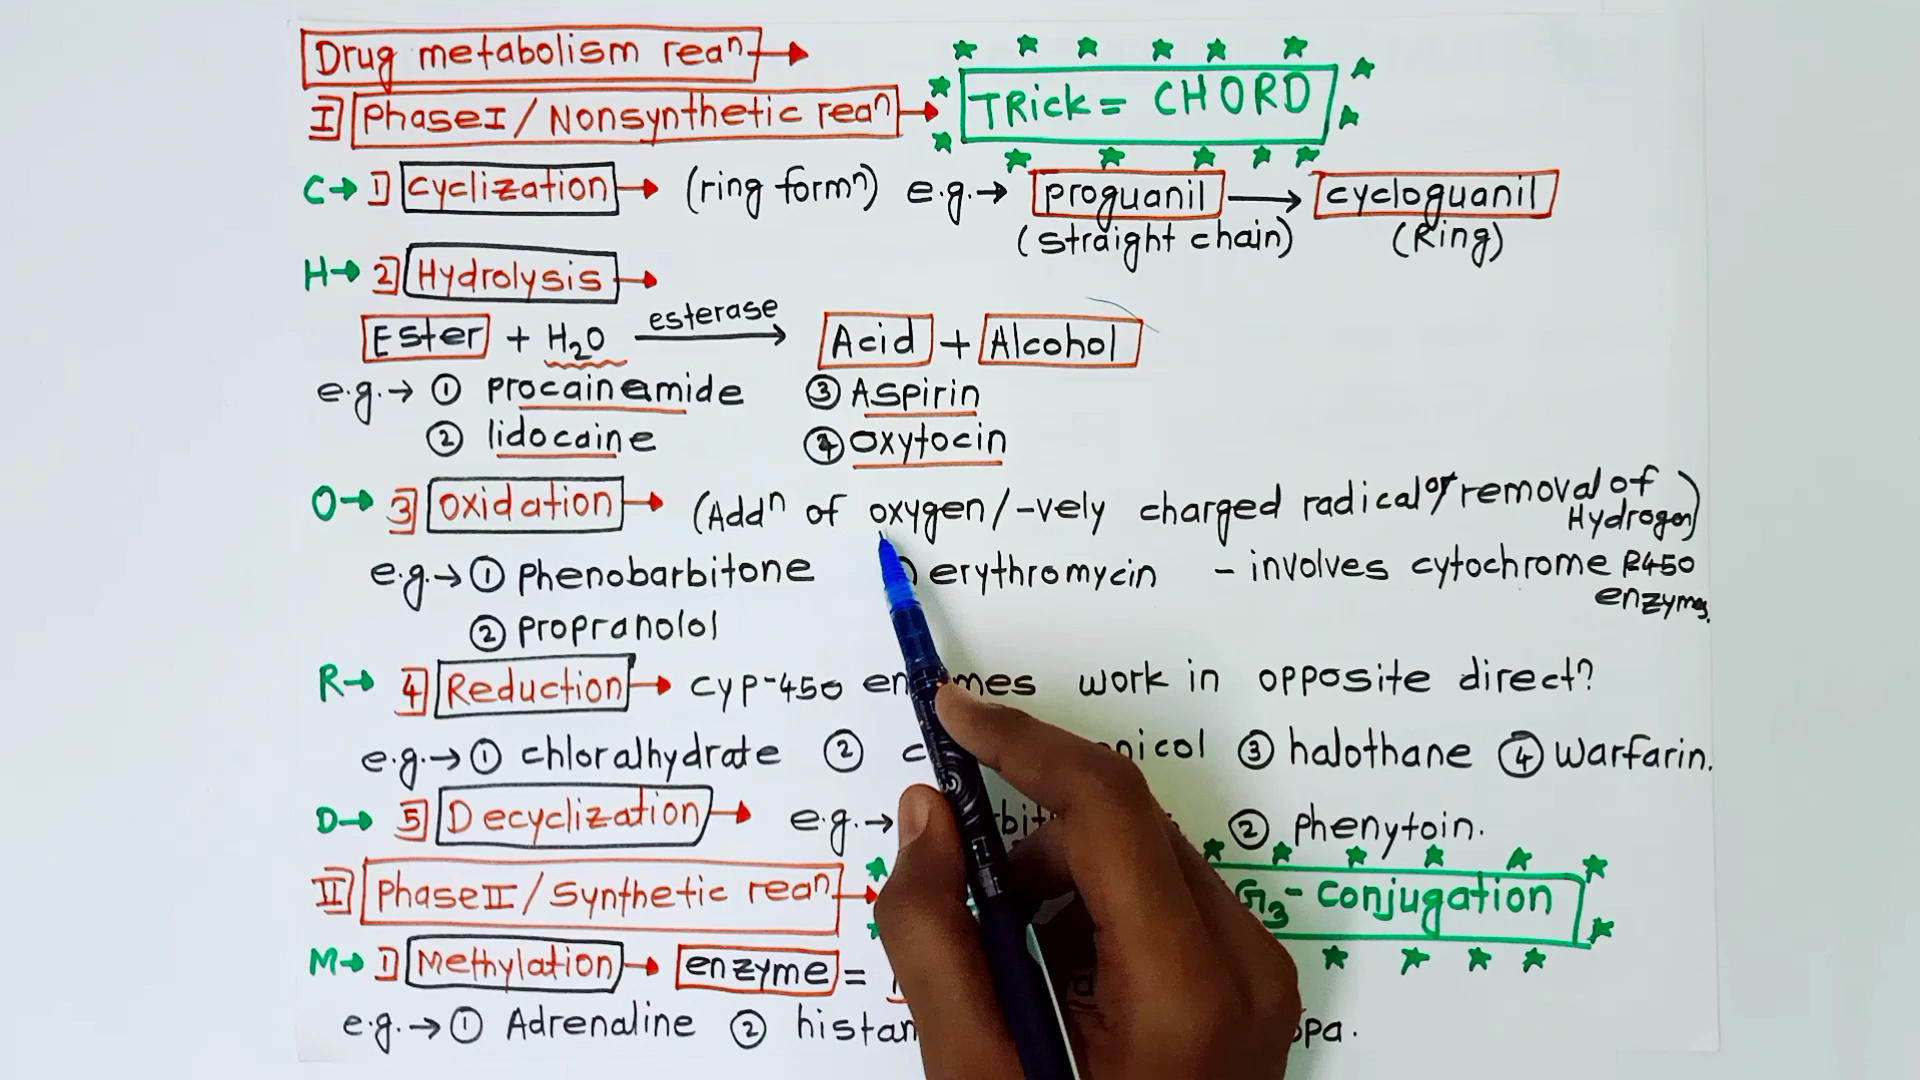 Drug metabolism reaⁿ
I] Phase I / Nonsynthetic reaⁿ
TRick = CHORD
C→ 1] cyclization (ring formⁿ) e.g.→ proguanil → cycloguanil
(straight chain) (Ring)
H→ 2] Hydrolysis
Ester + H₂O esterase Acid + Alcohol
e.g.→ ① procainamide ③ Aspirin
② lidocaine ④ oxytocin
O→ 3] oxidation (Addⁿ of oxygen/-vely charged radical or removal of Hydrogen)
e.g.→ ① phenobarbitone erythromycin - involves cytochrome P450 enzymes.
② propranolol
R→ 4] Reduction CYP-450 work in opposite directⁿ
e.g.→ ① chloralhydrate ② ③ halothane ④ warfarin.
D→ 5] Decyclization e.g.→ ② phenytoin.
II] Phase II / Synthetic reaⁿ G₃-conjugation
M→ 1] Methylation enzyme =
e.g.→ ① Adrenaline ②